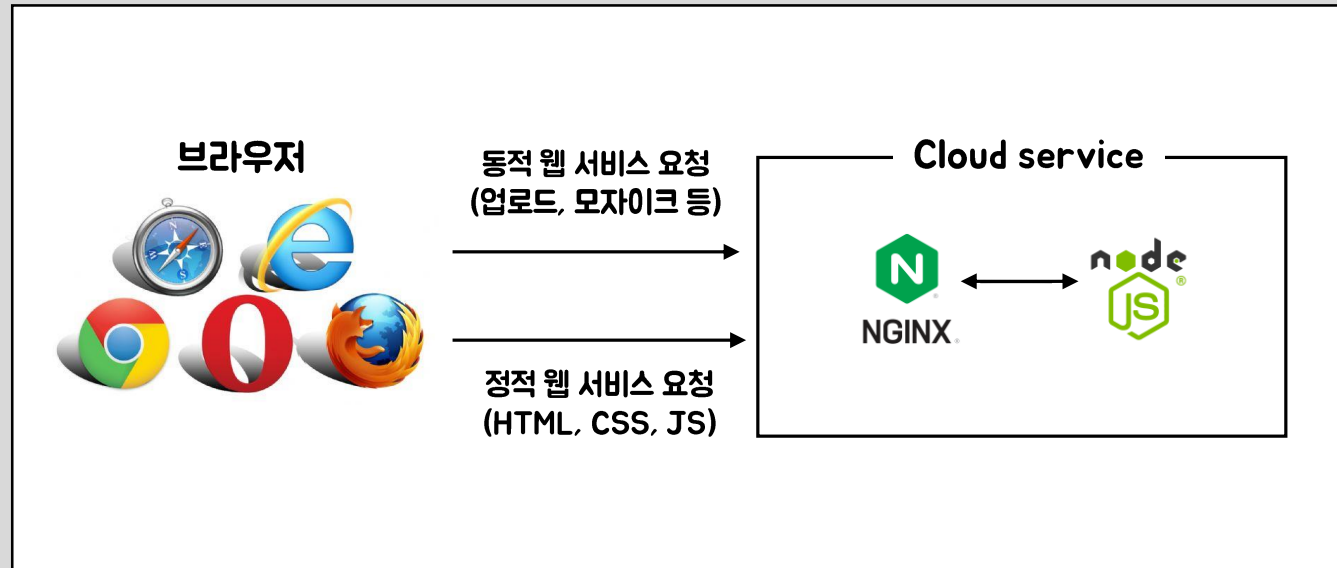 브라우저
동적 웹 서비스 요청
(업로드, 모자이크 등)
정적 웹 서비스 요청
(HTML, CSS, JS)
Cloud service
N
NGINX
node
JS